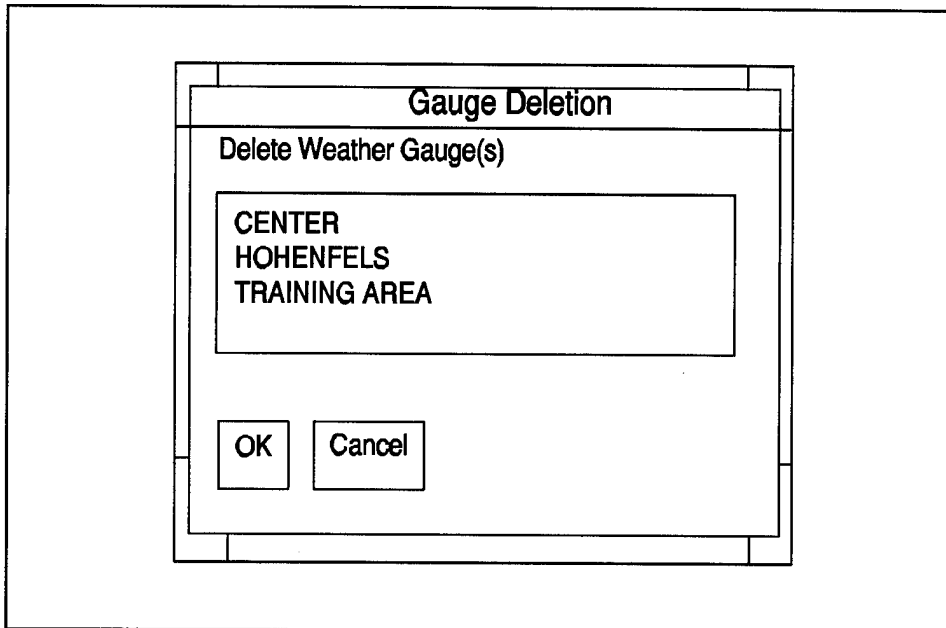 Gauge Deletion
Delete Weather Gauge(s)
CENTER
HOHENFELS
TRAINING AREA
OK
Cancel